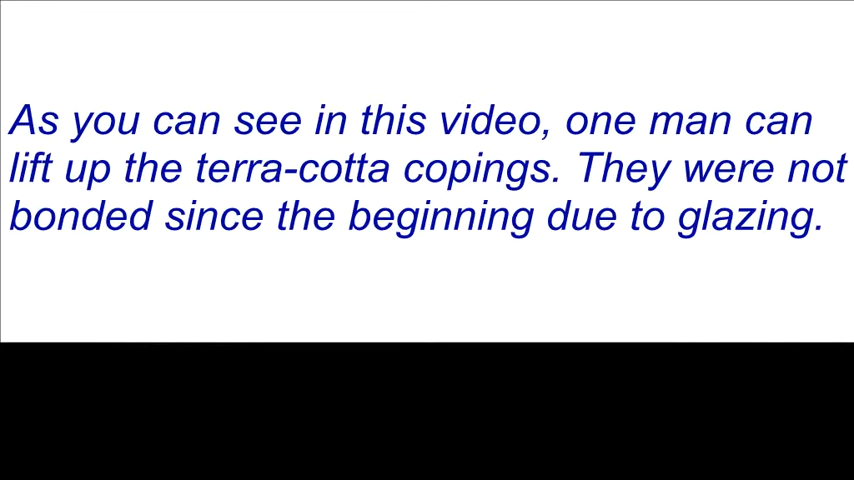 As you can see in this video, one man can
lift up the terra-cotta copings. They were not
bonded since the beginning due to glazing.